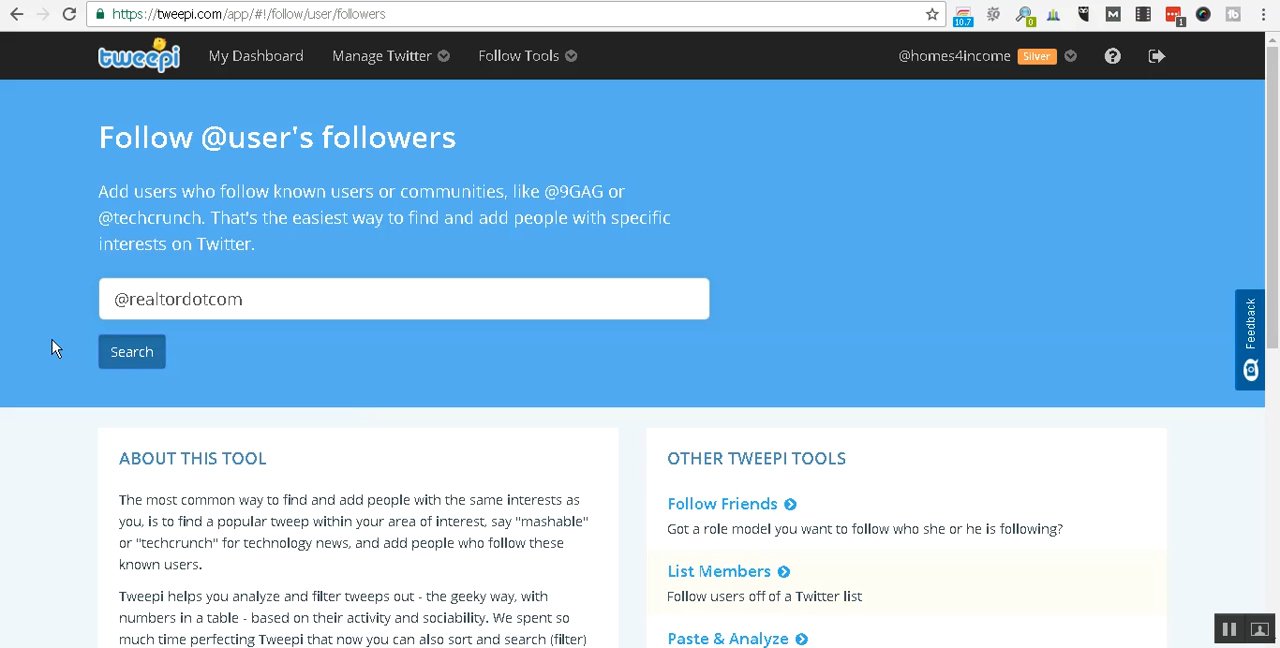 https://tweepi.com/app/#!/follow/user/followers
10.7
0
M
1
tweepi
My Dashboard
Manage Twitter
Follow Tools
@homes4income
Silver
?
Follow @user's followers
Add users who follow known users or communities, like @9GAG or
@techcrunch. That's the easiest way to find and add people with specific
interests on Twitter.
@realtordotcom
Search
Feedback
ABOUT THIS TOOL
The most common way to find and add people with the same interests as
you, is to find a popular tweep within your area of interest, say "mashable"
or "techcrunch" for technology news, and add people who follow these
known users.
Tweepi helps you analyze and filter tweeps out - the geeky way, with
numbers in a table - based on their activity and sociability. We spent so
much time perfecting Tweepi that now you can also sort and search (filter)
OTHER TWEEPI TOOLS
Follow Friends
Got a role model you want to follow who she or he is following?
List Members
Follow users off of a Twitter list
Paste & Analyze